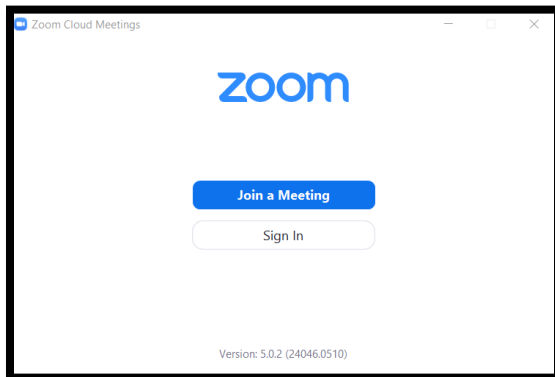 Zoom Cloud Meetings
zoom
Join a Meeting
Sign In
Version: 5.0.2 (24046.0510)